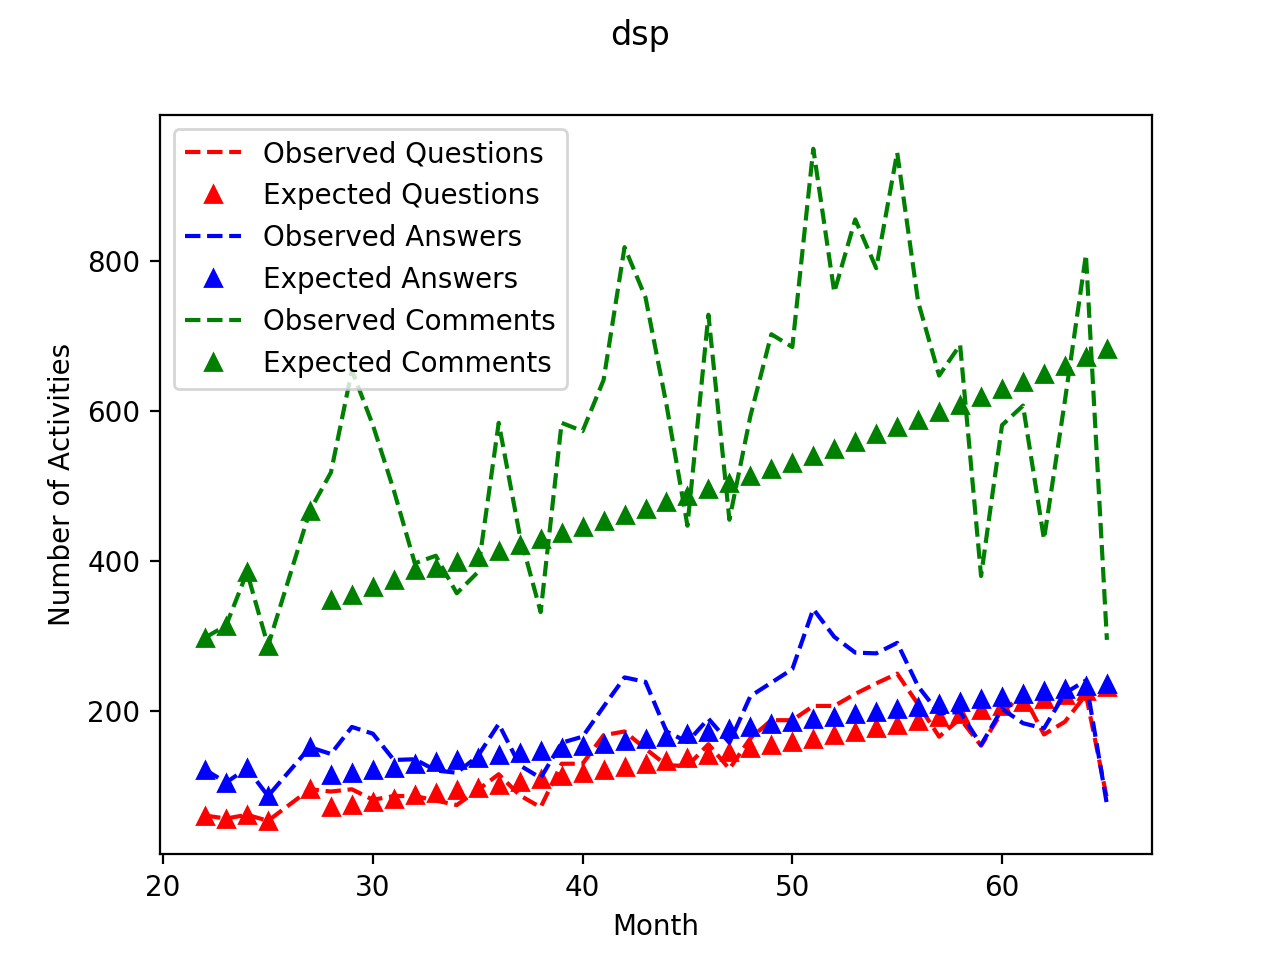 dsp
Observed Questions
Expected Questions
Observed Answers
Expected Answers
Observed Comments
Expected Comments
800
600
400
200
Number of Activities
20 30 40 50 60
Month